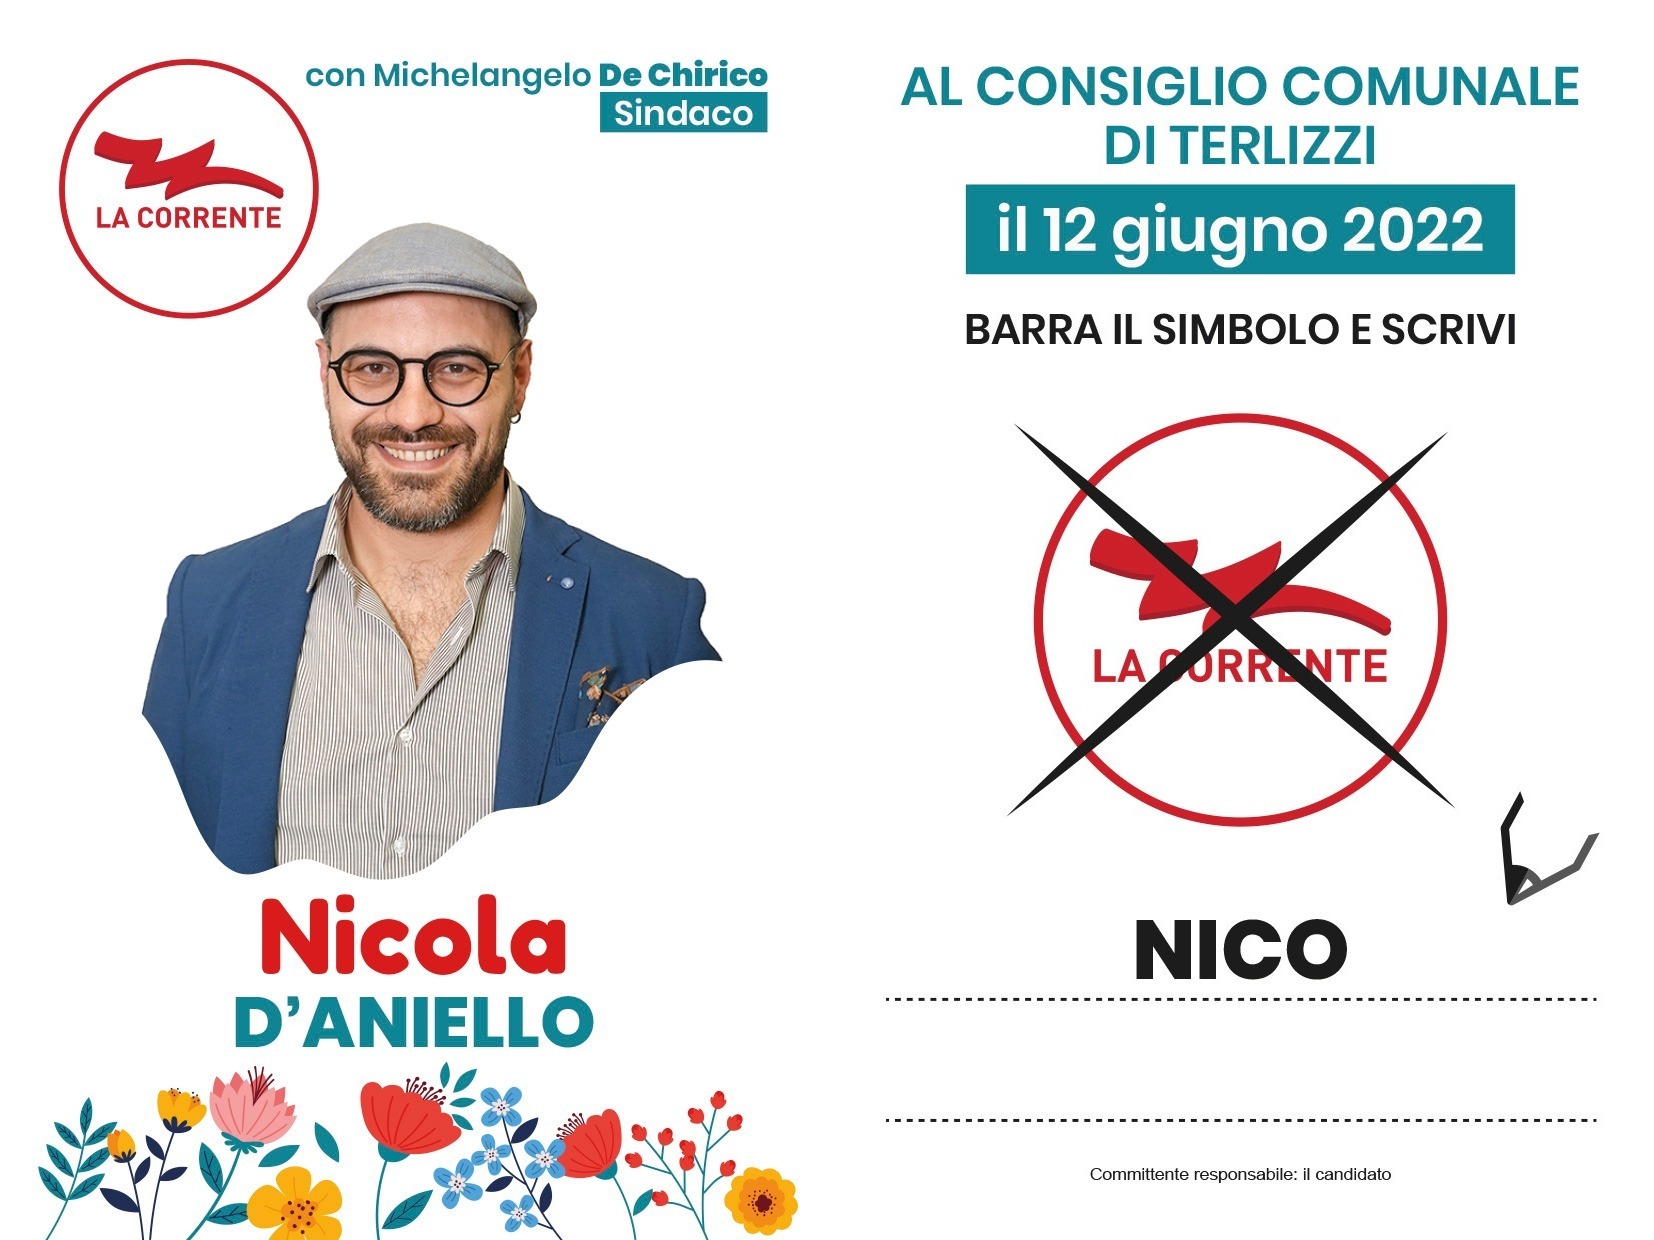 con Michelangelo De Chirico
Sindaco
LA CORRENTE
Nicola
D'ANIELLO
AL CONSIGLIO COMUNALE
DI TERLIZZI
il 12 giugno 2022
BARRA IL SIMBOLO E SCRIVI
LA CORRENTE
NICO
Committente responsabile: il candidato